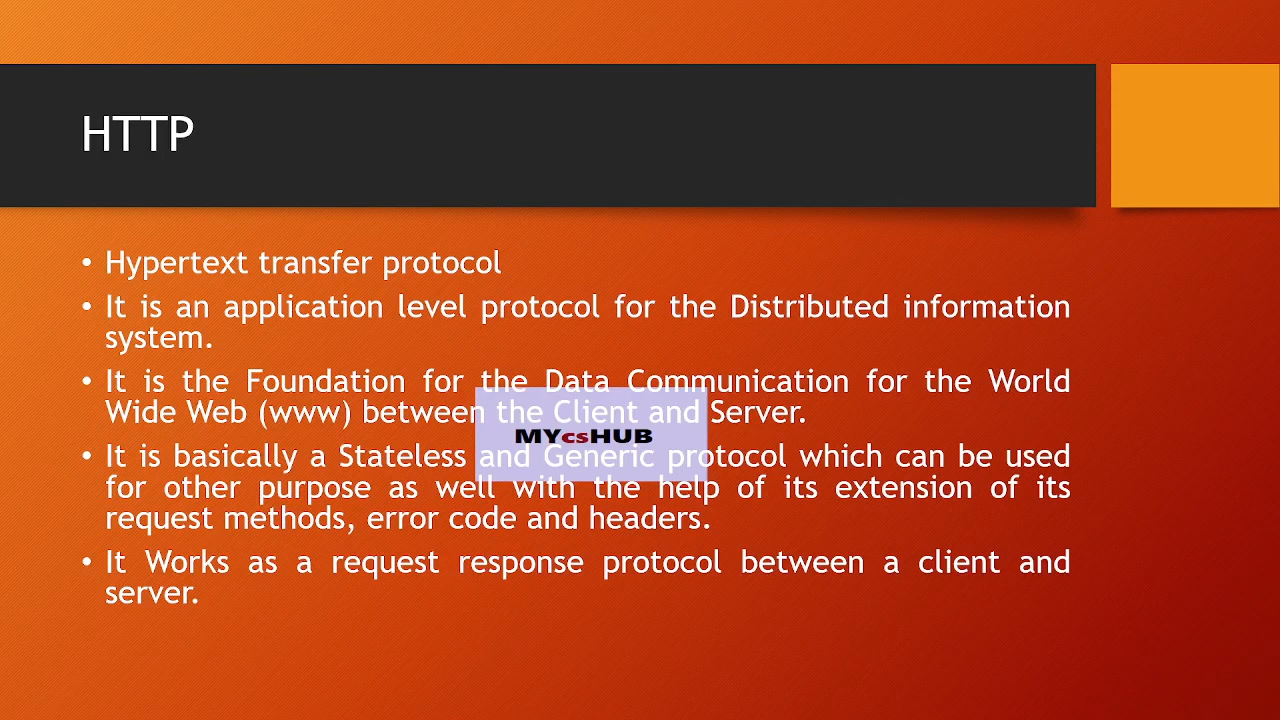 HTTP
• Hypertext transfer protocol
• It is an application level protocol for the Distributed information
system.
• It is the Foundation for the Data Communication for the World
Wide Web (www) between the Client and Server.
MYcsHUB
• It is basically a Stateless and Generic protocol which can be used
for other purpose as well with the help of its extension of its
request methods, error code and headers.
• It Works as a request response protocol between a client and
server.